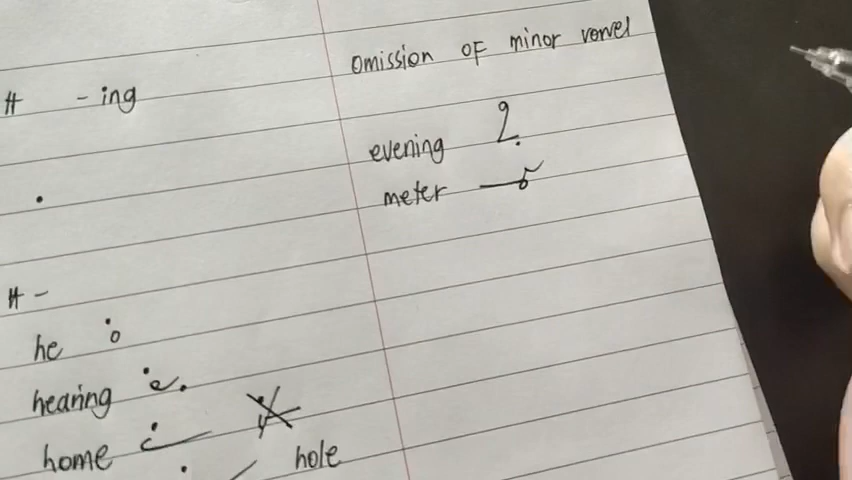 # - ing
# -
he
hearing
home
hole
omission OF minor vowel
evening
meter